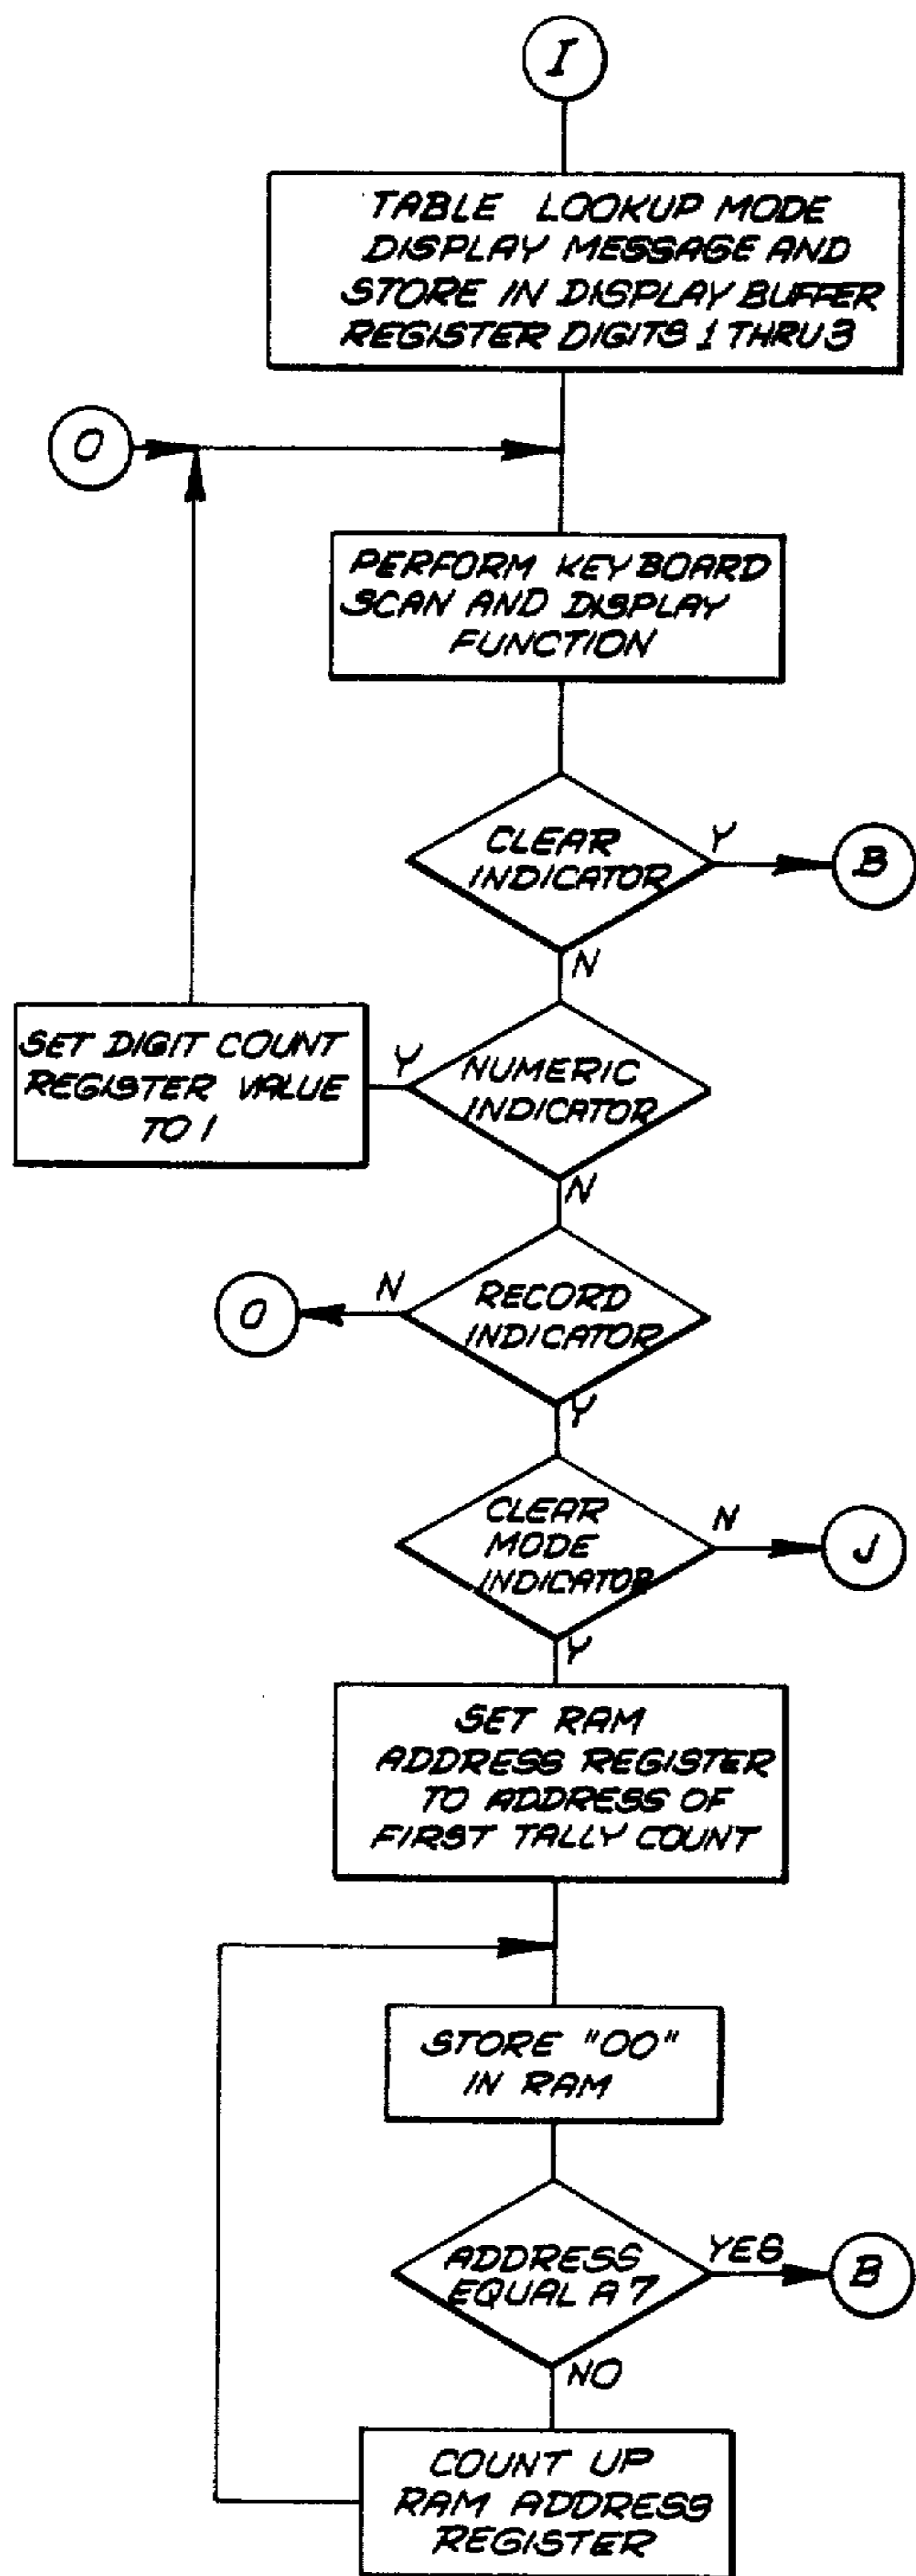 I
TABLE LOOKUP MODE
DISPLAY MESSAGE AND
STORE IN DISPLAY BUFFER
REGISTER DIGITS 1 THRU 3
O
PERFORM KEYBOARD
SCAN AND DISPLAY
FUNCTION
CLEAR
INDICATOR
Y
B
N
SET DIGIT COUNT
REGISTER VALUE
TO 1
Y
NUMERIC
INDICATOR
N
O
N
RECORD
INDICATOR
Y
CLEAR
MODE
INDICATOR
N
J
Y
SET RAM
ADDRESS REGISTER
TO ADDRESS OF
FIRST TALLY COUNT
STORE "00"
IN RAM
ADDRESS
EQUAL A7
YES
B
NO
COUNT UP
RAM ADDRESS
REGISTER